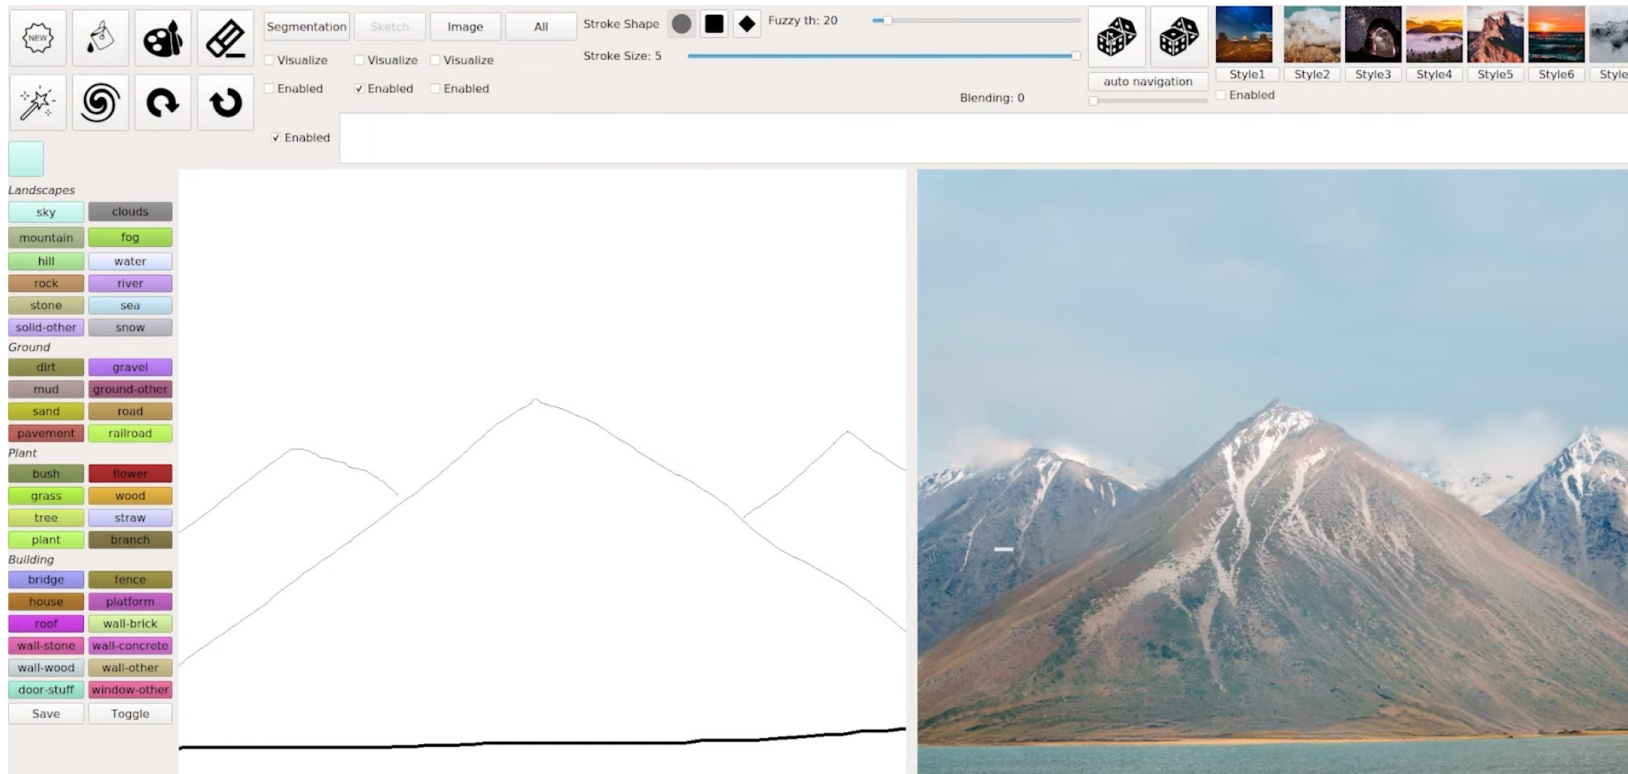 NEW
Segmentation Sketch Image All
Visualize Visualize Visualize
Enabled Enabled Enabled
Enabled
Stroke Shape
Fuzzy th: 20
Stroke Size: 5
Blending: 0
auto navigation
Style1 Style2 Style3 Style4 Style5 Style6 Style
Enabled
Landscapes
sky clouds
mountain fog
hill water
rock river
stone sea
solid-other snow
Ground
dirt gravel
mud ground-other
sand road
pavement railroad
Plant
bush flower
grass wood
tree straw
plant branch
Building
bridge fence
house platform
roof wall-brick
wall-stone wall-concrete
wall-wood wall-other
door-stuff window-other
Save Toggle